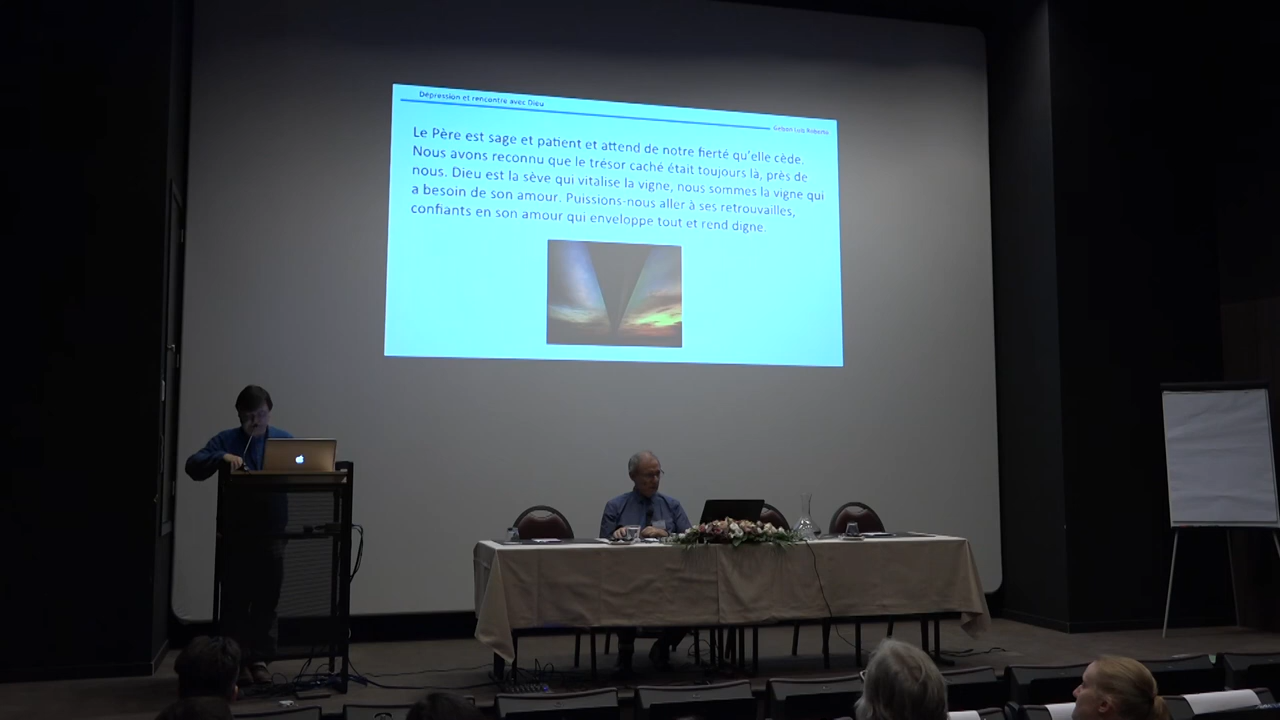 Dépression et rencontre avec Dieu
Le Père est sage et patient et attend de notre fierté qu'elle cède.
Nous avons reconnu que le trésor caché était toujours là, près de
nous. Dieu est la sève qui vitalise la vigne, nous sommes la vigne qui
a besoin de son amour. Puissions-nous aller à ses retrouvailles,
confiants en son amour qui enveloppe tout et rend digne.